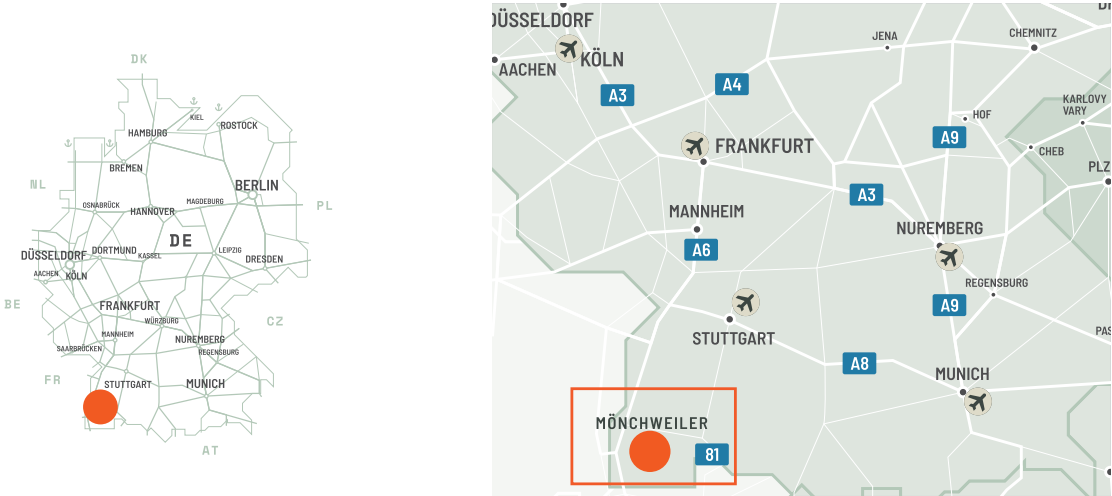 DK
KIEL
ROSTOCK
HAMBURG
BREMEN
NL
BERLIN
OSNABRÜCK
HANNOVER
MAGDEBURG
PL
DE
DÜSSELDORF
DORTMUND
KASSEL
LEIPZIG
DRESDEN
AACHEN
KÖLN
BE
FRANKFURT
WÜRZBURG
CZ
MANNHEIM
SAARBRÜCKEN
NUREMBERG
REGENSBURG
FR
STUTTGART
MUNICH
AT
DÜSSELDORF
JENA
CHEMNITZ
KÖLN
AACHEN
A3
A4
KARLOVY
VARY
HOF
A9
FRANKFURT
CHEB
PLZ
A3
MANNHEIM
NUREMBERG
A6
REGENSBURG
A9
STUTTGART
PAS
A8
MUNICH
MÖNCHWEILER
81